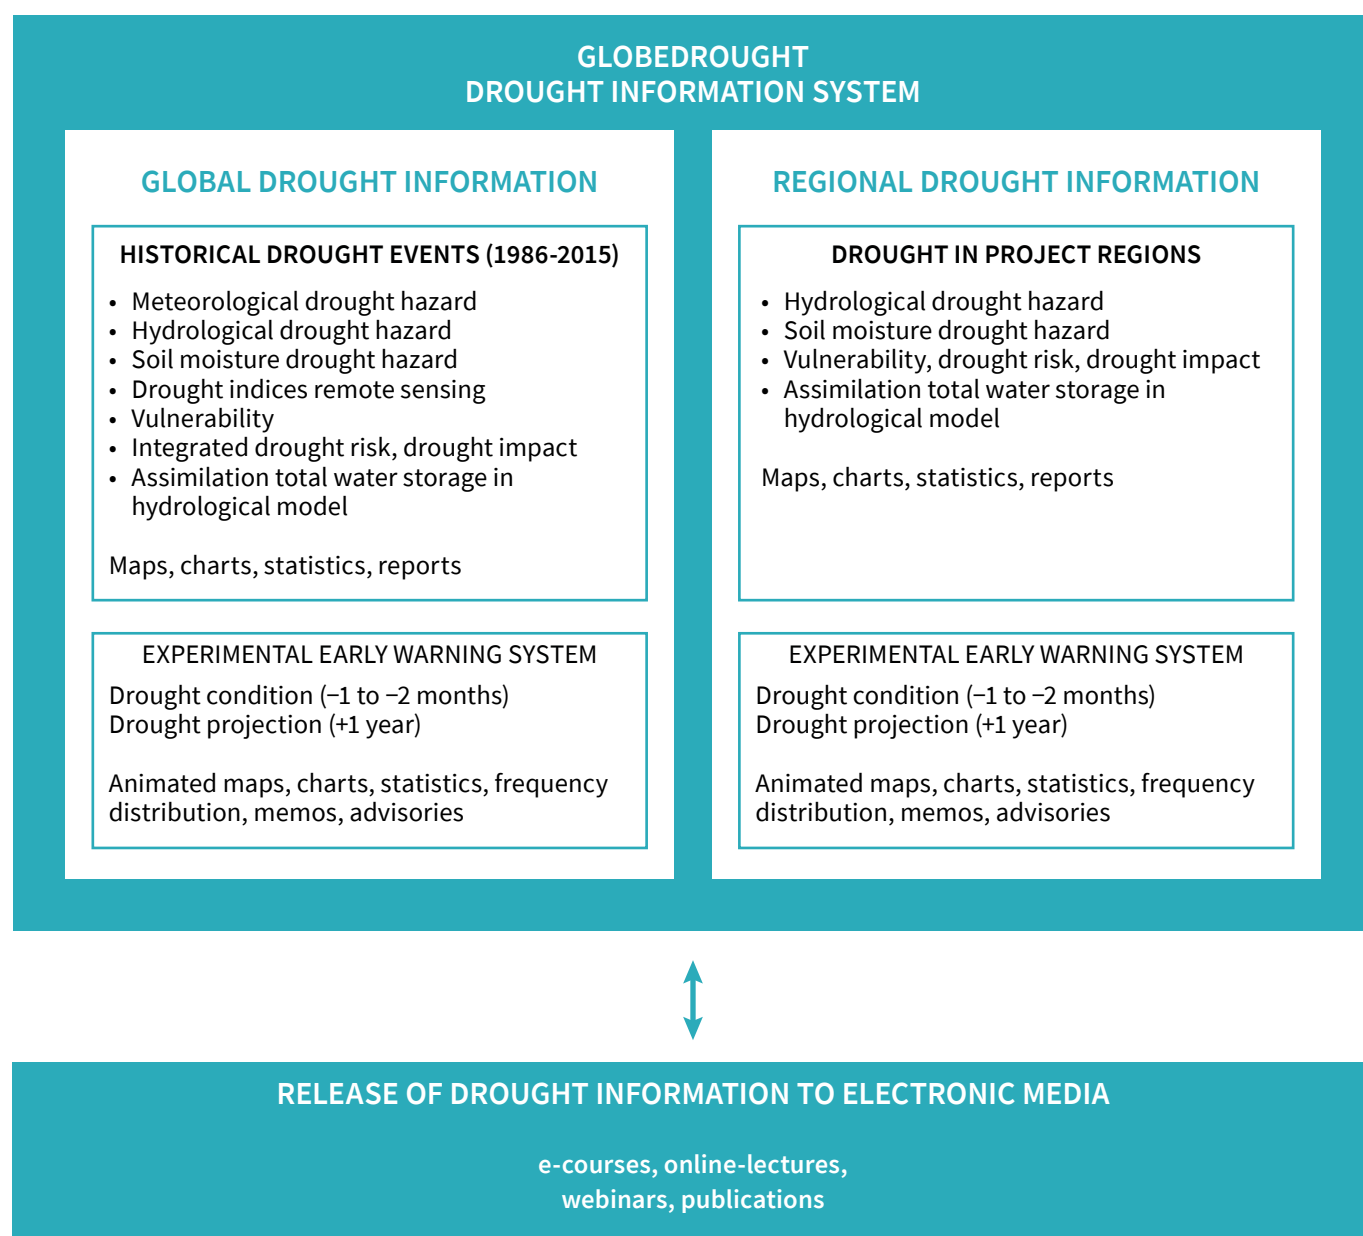 GLOBEDROUGHT
DROUGHT INFORMATION SYSTEM
GLOBAL DROUGHT INFORMATION
HISTORICAL DROUGHT EVENTS (1986-2015)
• Meteorological drought hazard
• Hydrological drought hazard
• Soil moisture drought hazard
• Drought indices remote sensing
• Vulnerability
• Integrated drought risk, drought impact
• Assimilation total water storage in
hydrological model
Maps, charts, statistics, reports
EXPERIMENTAL EARLY WARNING SYSTEM
Drought condition (−1 to −2 months)
Drought projection (+1 year)
Animated maps, charts, statistics, frequency
distribution, memos, advisories
REGIONAL DROUGHT INFORMATION
DROUGHT IN PROJECT REGIONS
• Hydrological drought hazard
• Soil moisture drought hazard
• Vulnerability, drought risk, drought impact
• Assimilation total water storage in
hydrological model
Maps, charts, statistics, reports
EXPERIMENTAL EARLY WARNING SYSTEM
Drought condition (−1 to −2 months)
Drought projection (+1 year)
Animated maps, charts, statistics, frequency
distribution, memos, advisories
RELEASE OF DROUGHT INFORMATION TO ELECTRONIC MEDIA
e-courses, online-lectures,
webinars, publications